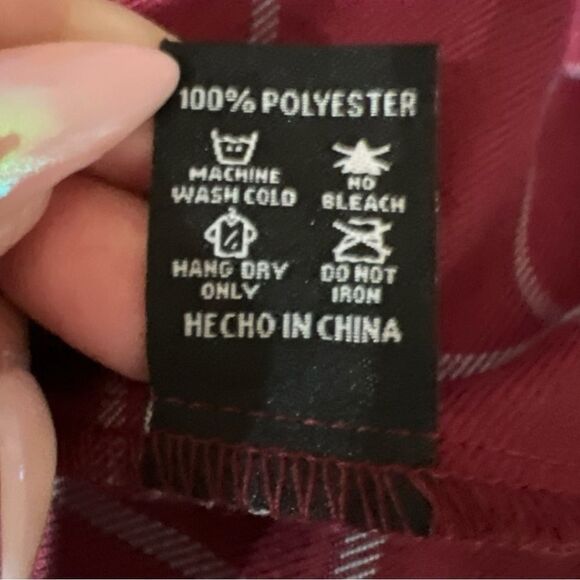 100% POLYESTER
MACHINE
WASH COLD
NO
BLEACH
HANG DRY
ONLY
DO NOT
IRON
HECHO IN CHINA